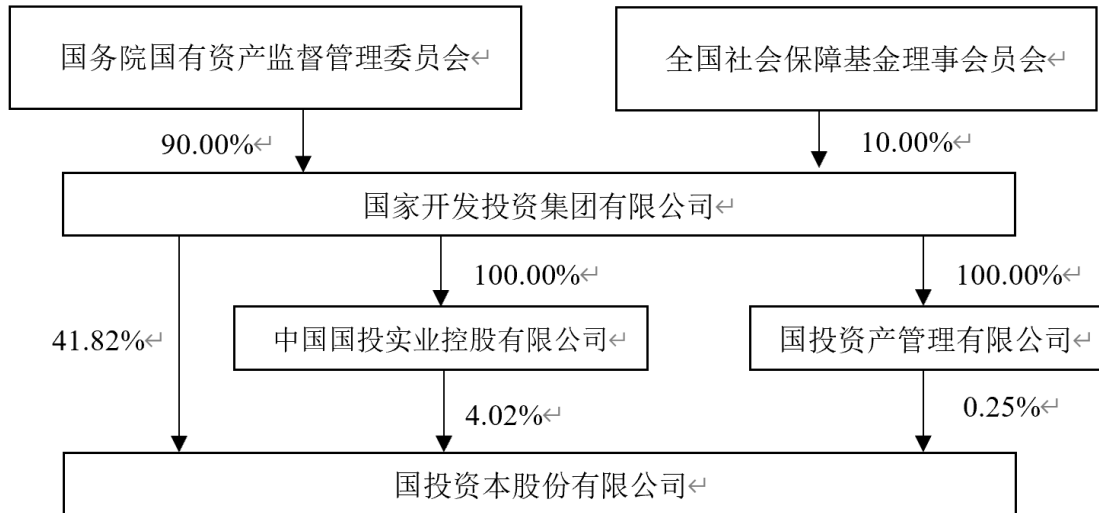 国务院国有资产监督管理委员会↵
全国社会保障基金理事会员会↵
90.00%↵
10.00%↵
国家开发投资集团有限公司↵
100.00%↵
100.00%↵
41.82%↵
中国国投实业控股有限公司↵
国投资产管理有限公司↵
4.02%↵
0.25%↵
国投资本股份有限公司↵